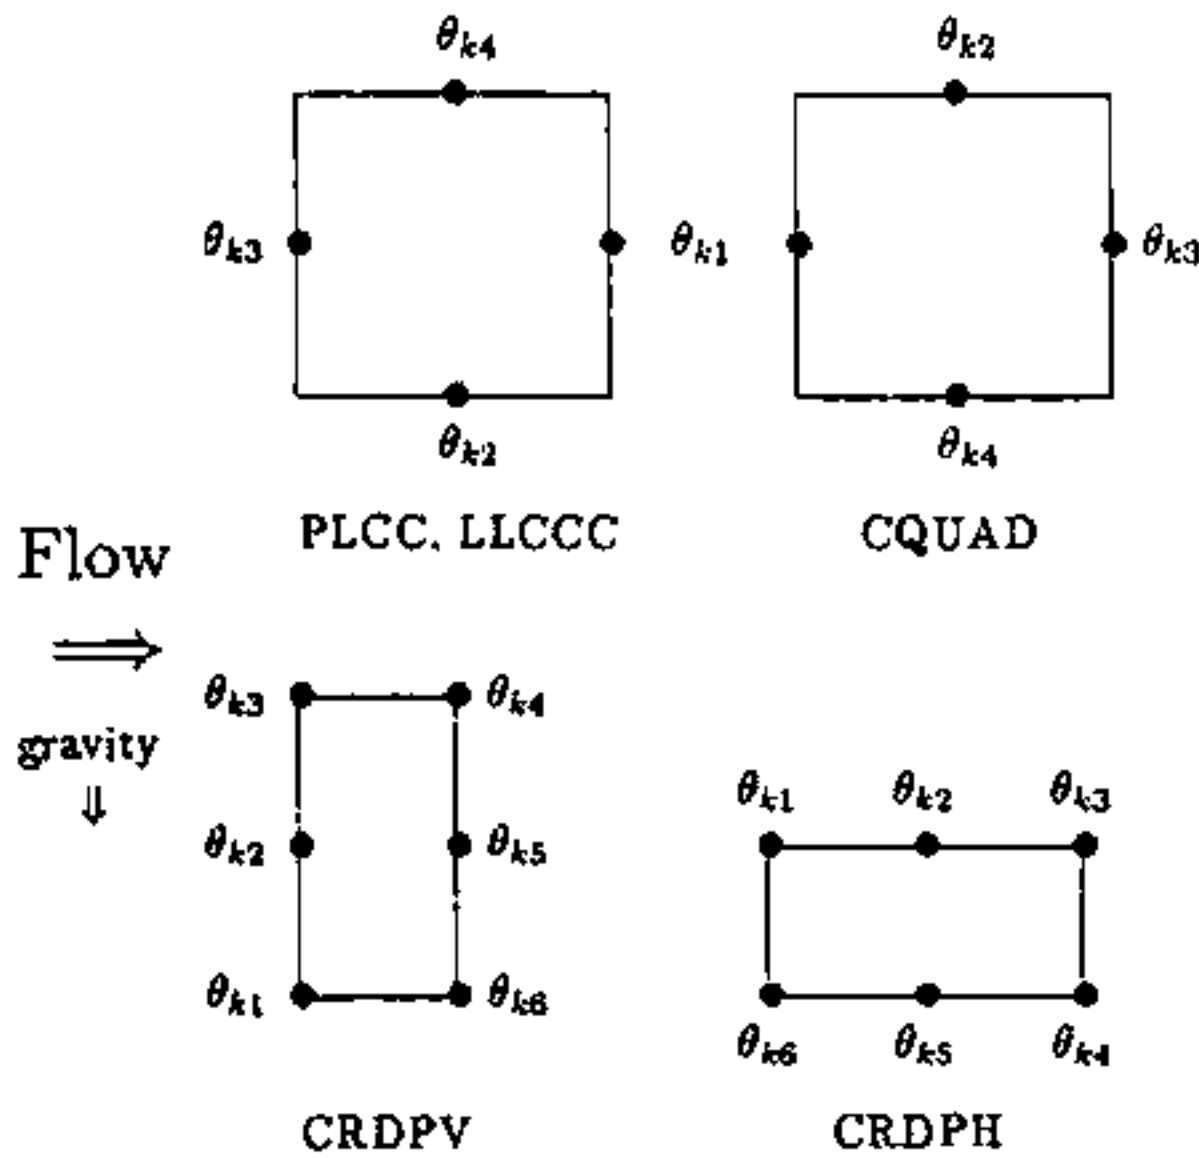 θk4 θk2
θk3 θk1 θk3
θk2 θk4
PLCC, LLCCC CQUAD
Flow
⇒
θk3 θk4
gravity
⇓
θk1 θk2 θk3
θk2 θk5
θk1 θk6
θk6 θk5 θk4
CRDPV CRDPH